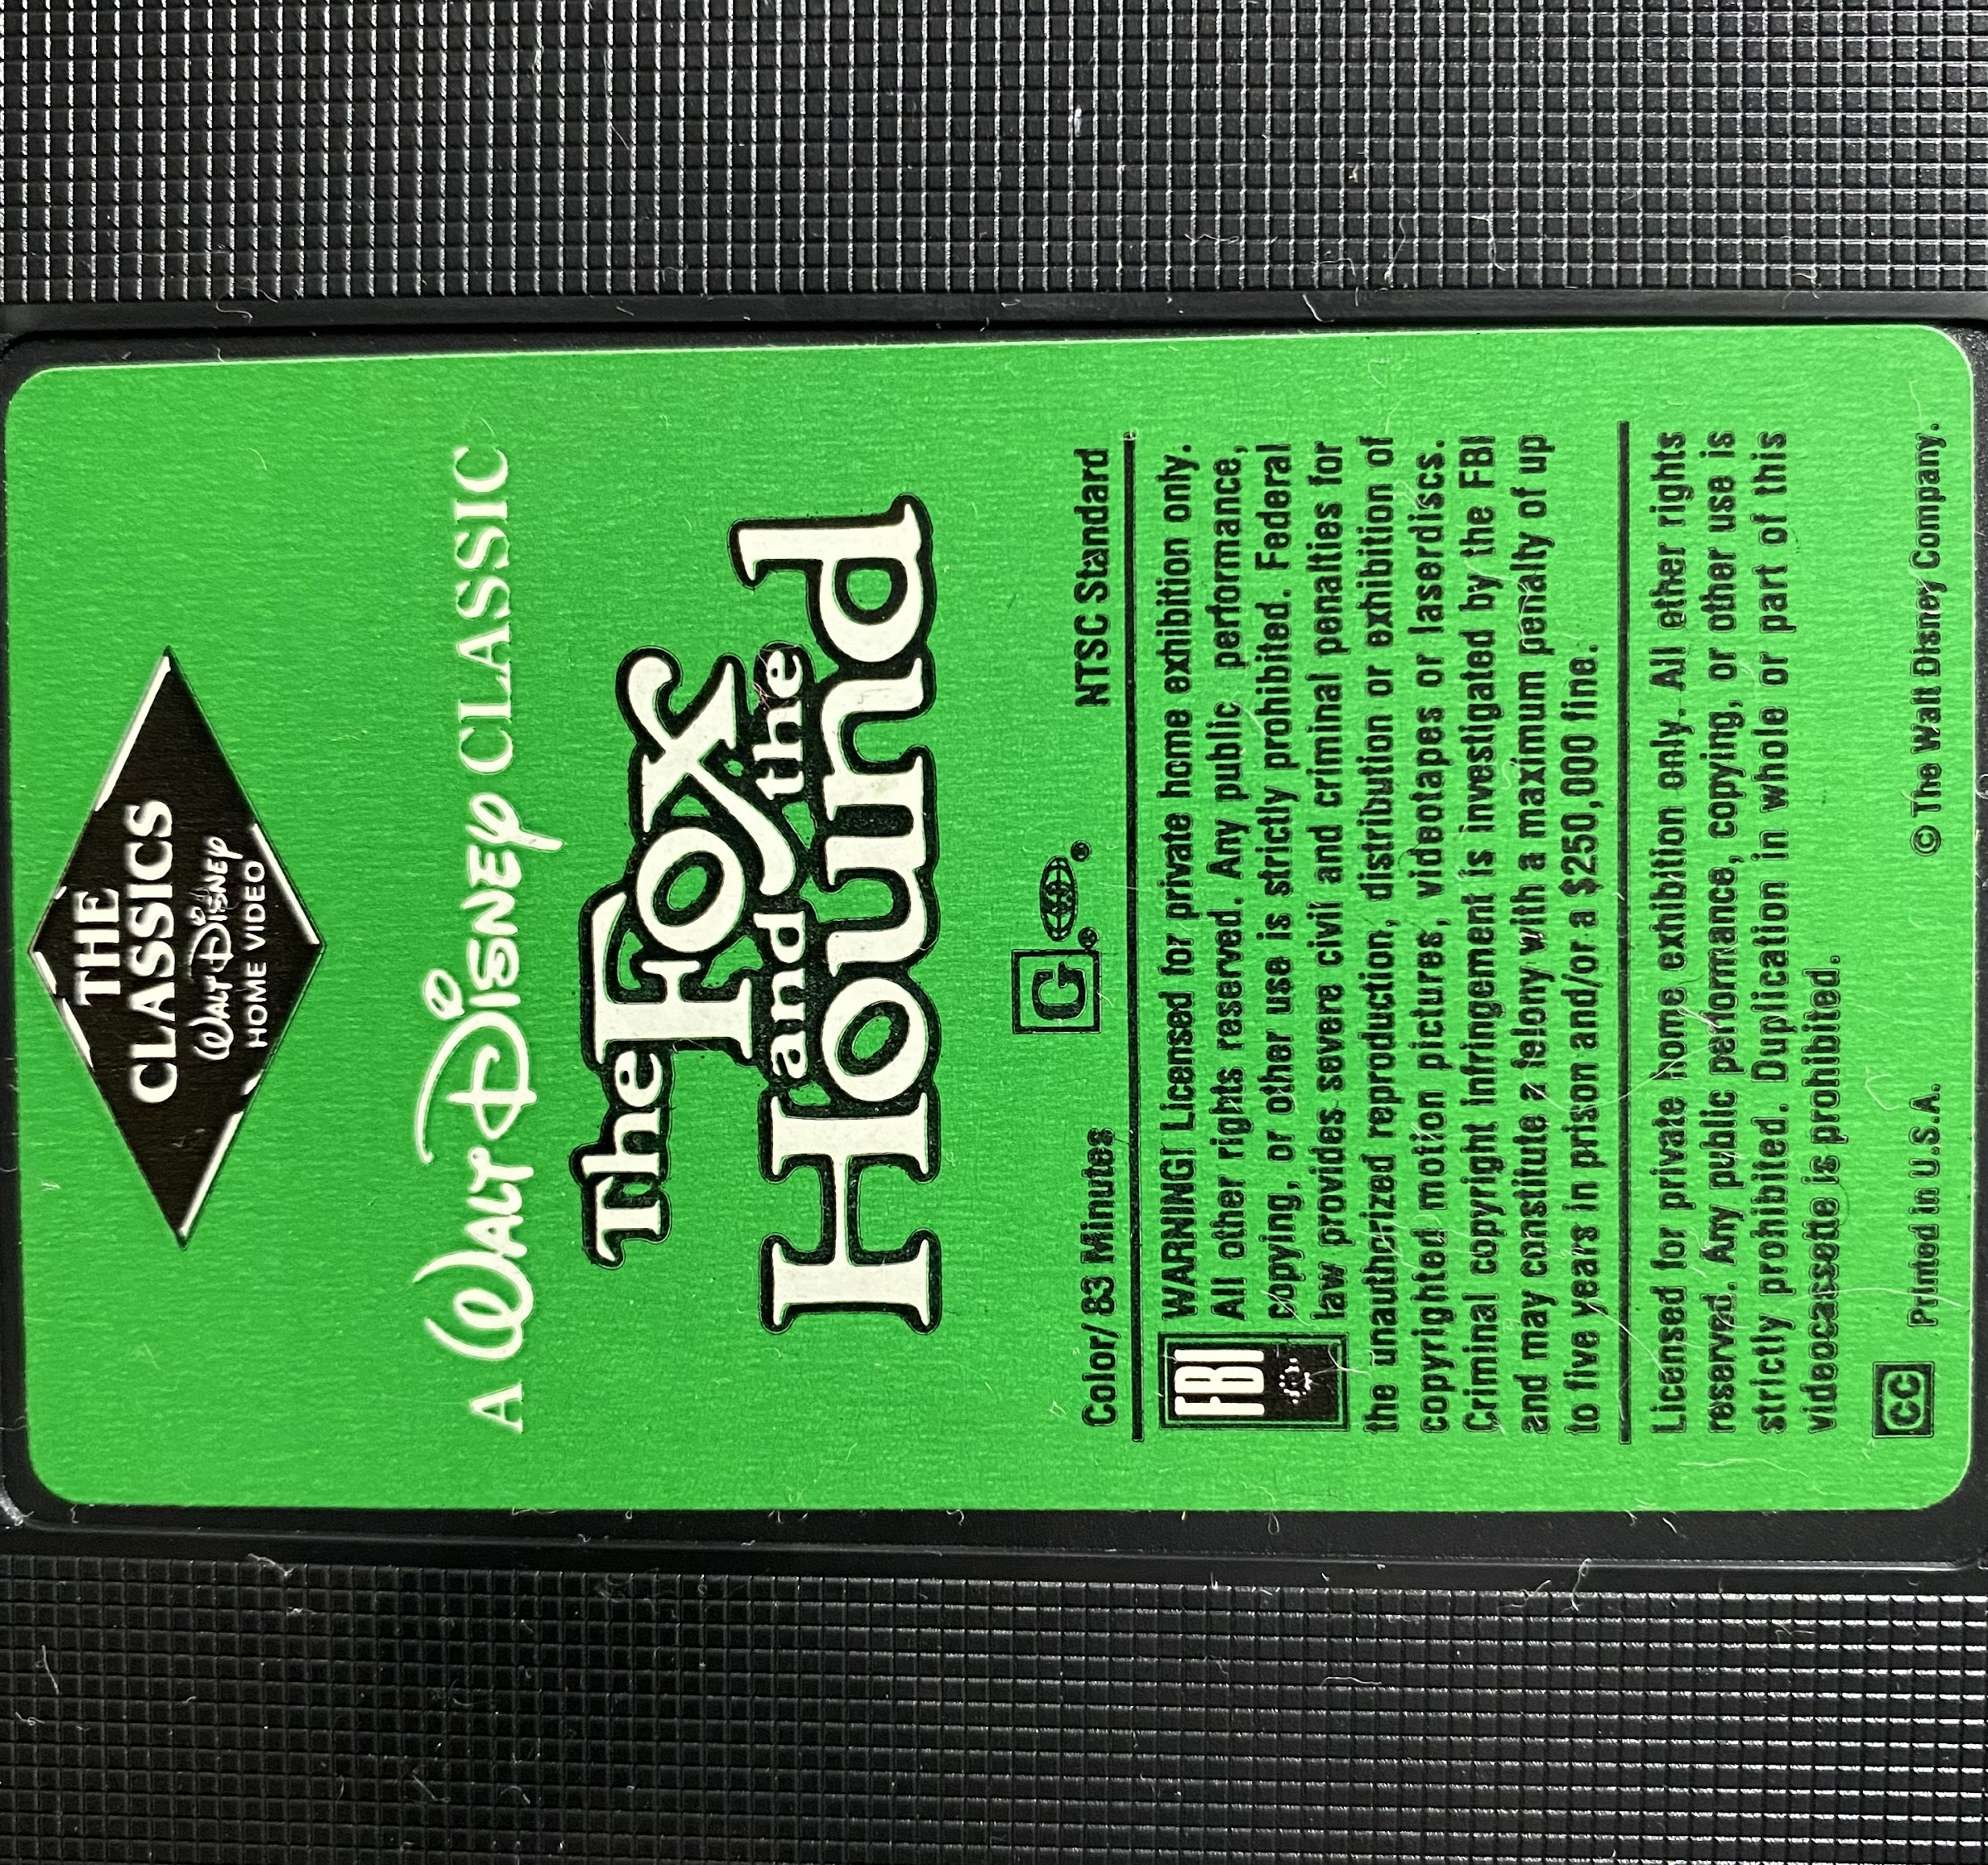 THE
CLASSICS
WALT DISNEY
HOME VIDEO
A WALT DISNEY CLASSIC
The Fox
and the
Hound
G ® ®
Color/ 83 Minutes NTSC Standard
FBI
WARNING! Licensed for private home exhibition only.
All other rights reserved. Any public performance,
copying, or other use is strictly prohibited. Federal
law provides severe civil and criminal penalties for
the unauthorized reproduction, distribution or exhibition of
copyrighted motion pictures, videotapes or laserdiscs.
Criminal copyright infringement is investigated by the FBI
and may constitute a felony with a maximum penalty of up
to five years in prison and/or a $250,000 fine.
Licensed for private home exhibition only. All other rights
reserved. Any public performance, copying, or other use is
strictly prohibited. Duplication in whole or part of this
videocassette is prohibited.
CC Printed in U.S.A. © The Walt Disney Company.